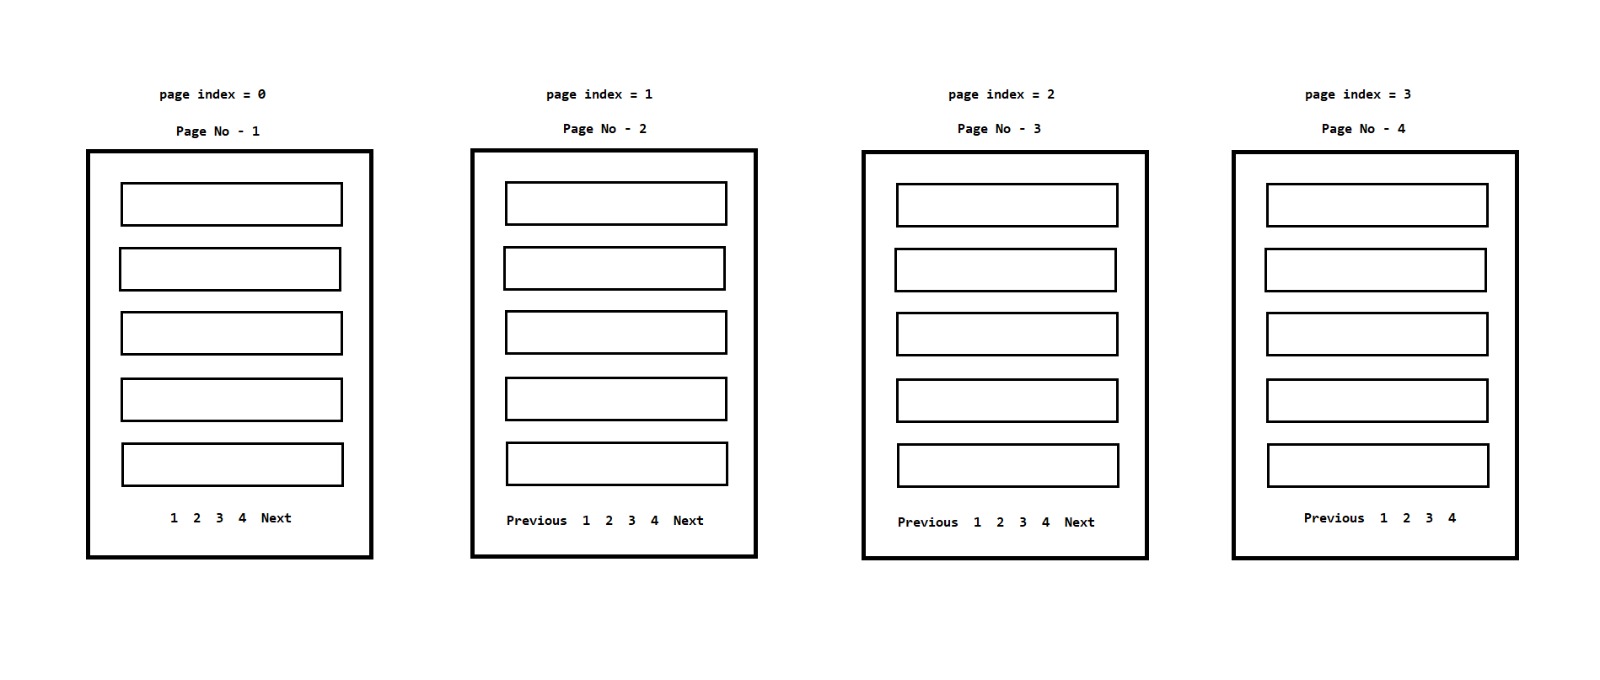 page index = 0
Page No - 1
1 2 3 4 Next
page index = 1
Page No - 2
Previous 1 2 3 4 Next
page index = 2
Page No - 3
Previous 1 2 3 4 Next
page index = 3
Page No - 4
Previous 1 2 3 4